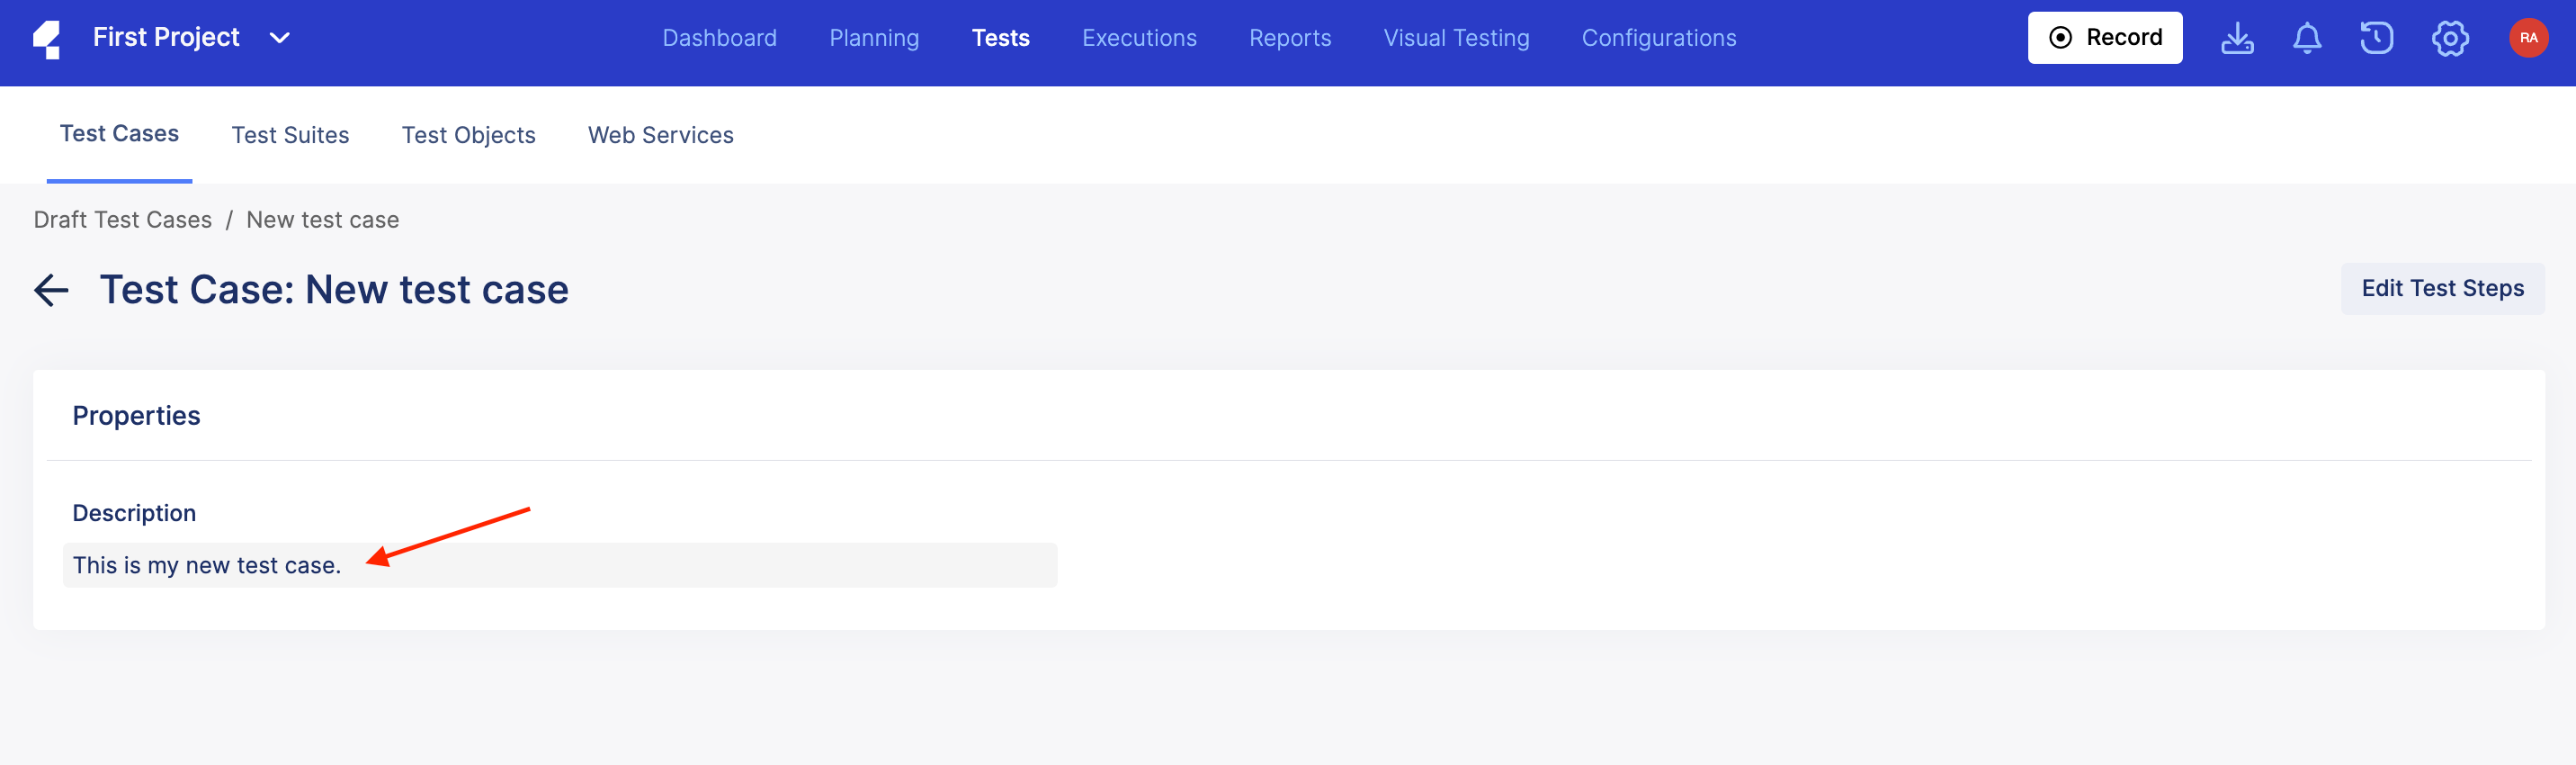 First Project
Dashboard Planning Tests Executions Reports Visual Testing Configurations
Record
RA
Test Cases Test Suites Test Objects Web Services
Draft Test Cases / New test case
Test Case: New test case
Edit Test Steps
Properties
Description
This is my new test case.